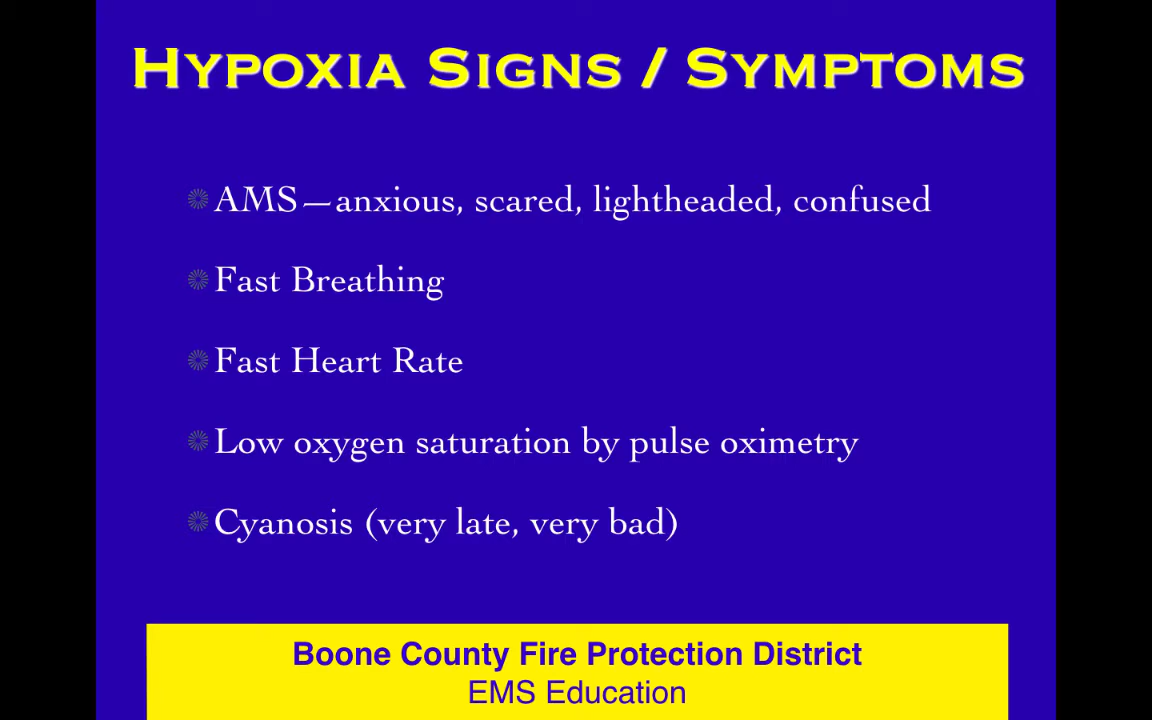 Hypoxia Signs / Symptoms
AMS—anxious, scared, lightheaded, confused
Fast Breathing
Fast Heart Rate
Low oxygen saturation by pulse oximetry
Cyanosis (very late, very bad)
Boone County Fire Protection District
EMS Education